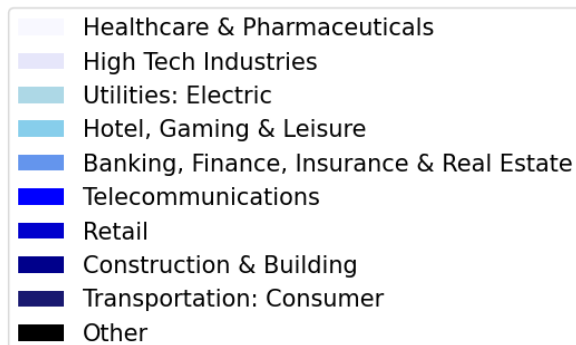 Healthcare & Pharmaceuticals
High Tech Industries
Utilities: Electric
Hotel, Gaming & Leisure
Banking, Finance, Insurance & Real Estate
Telecommunications
Retail
Construction & Building
Transportation: Consumer
Other